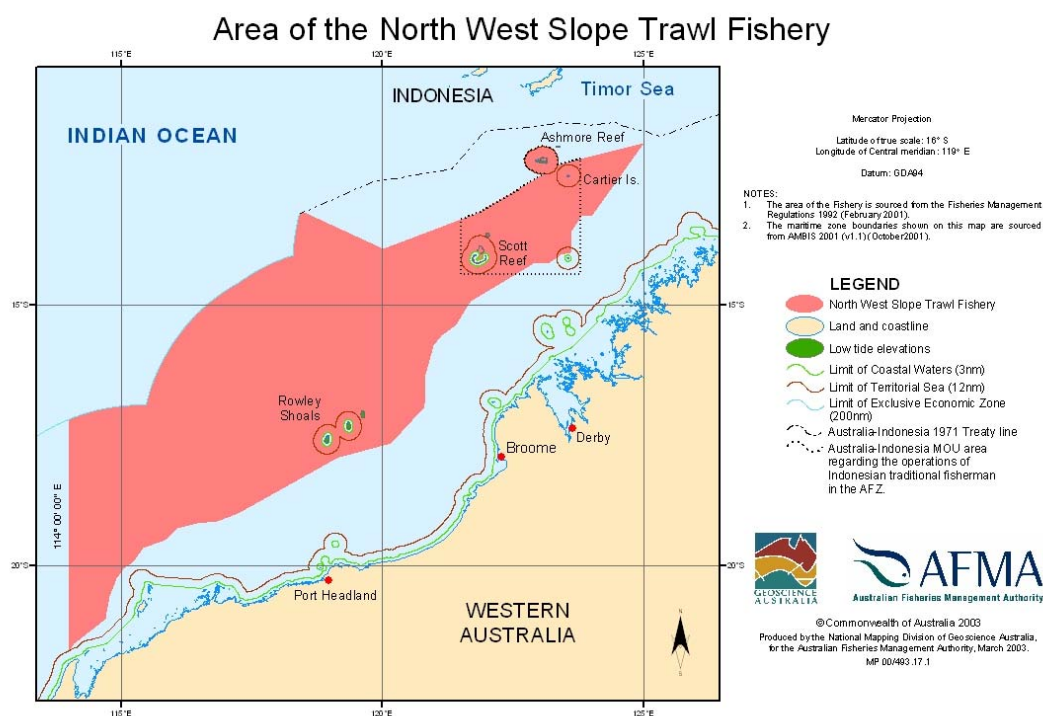 Area of the North West Slope Trawl Fishery
115°E
120°E
125°E
INDONESIA
Timor Sea
INDIAN OCEAN
Ashmore Reef
Cartier Is.
Scott
Reef
15°S
15°S
Rowley
Shoals
Derby
Broome
114° 00' 00" E
20°S
20°S
Port Headland
WESTERN
AUSTRALIA
N
S
115°E
120°E
125°E
Mercator Projection
Latitude of true scale: 16° S
Longitude of Central meridian : 119° E
Datum: GDA94
NOTES:
1. The area of the Fishery is sourced from the Fisheries Management
Regulations 1992 (February 2001).
2. The maritime zone boundaries shown on this map are sourced
from AMBIS 2001 (v1.1) (October 2001).
LEGEND
North West Slope Trawl Fishery
Land and coastline
Low tide elevations
Limit of Coastal Waters (3nm)
Limit of Territorial Sea (12nm)
Limit of Exclusive Economic Zone
(200nm)
Australia-Indonesia 1971 Treaty line
Australia-Indonesia MOU area
regarding the operations of
Indonesian traditional fisherman
in the AFZ.
GEOSCIENCE
AUSTRALIA
AFMA
Australian Fisheries Management Authority
© Commonwealth of Australia 2003
Produced by the National Mapping Division of Geoscience Australia,
for the Australian Fisheries Management Authority, March 2003.
MP 00/493.17.1